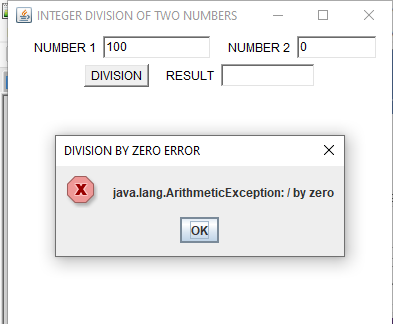 INTEGER DIVISION OF TWO NUMBERS
NUMBER 1 100 NUMBER 2 0
DIVISION RESULT
DIVISION BY ZERO ERROR
java.lang.ArithmeticException: / by zero
OK